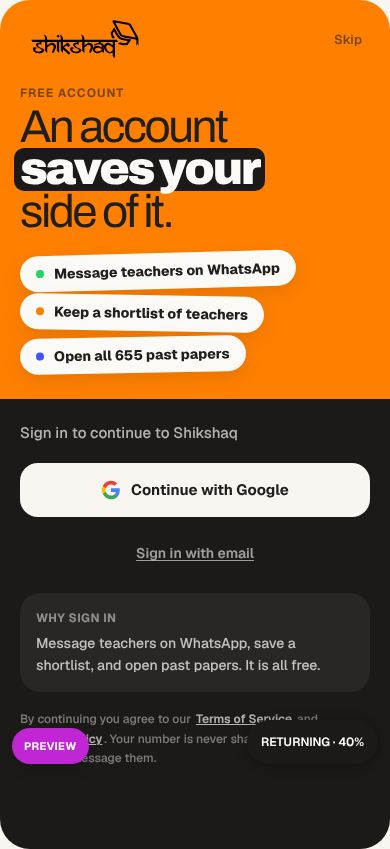 shikshaq
Skip
FREE ACCOUNT
An account
saves your
side of it.
Message teachers on WhatsApp
Keep a shortlist of teachers
Open all 655 past papers
Sign in to continue to Shikshaq
Continue with Google
Sign in with email
WHY SIGN IN
Message teachers on WhatsApp, save a
shortlist, and open past papers. It is all free.
By continuing you agree to our Terms of Service and
. Your number is never
them.
PREVIEW
RETURNING · 40%